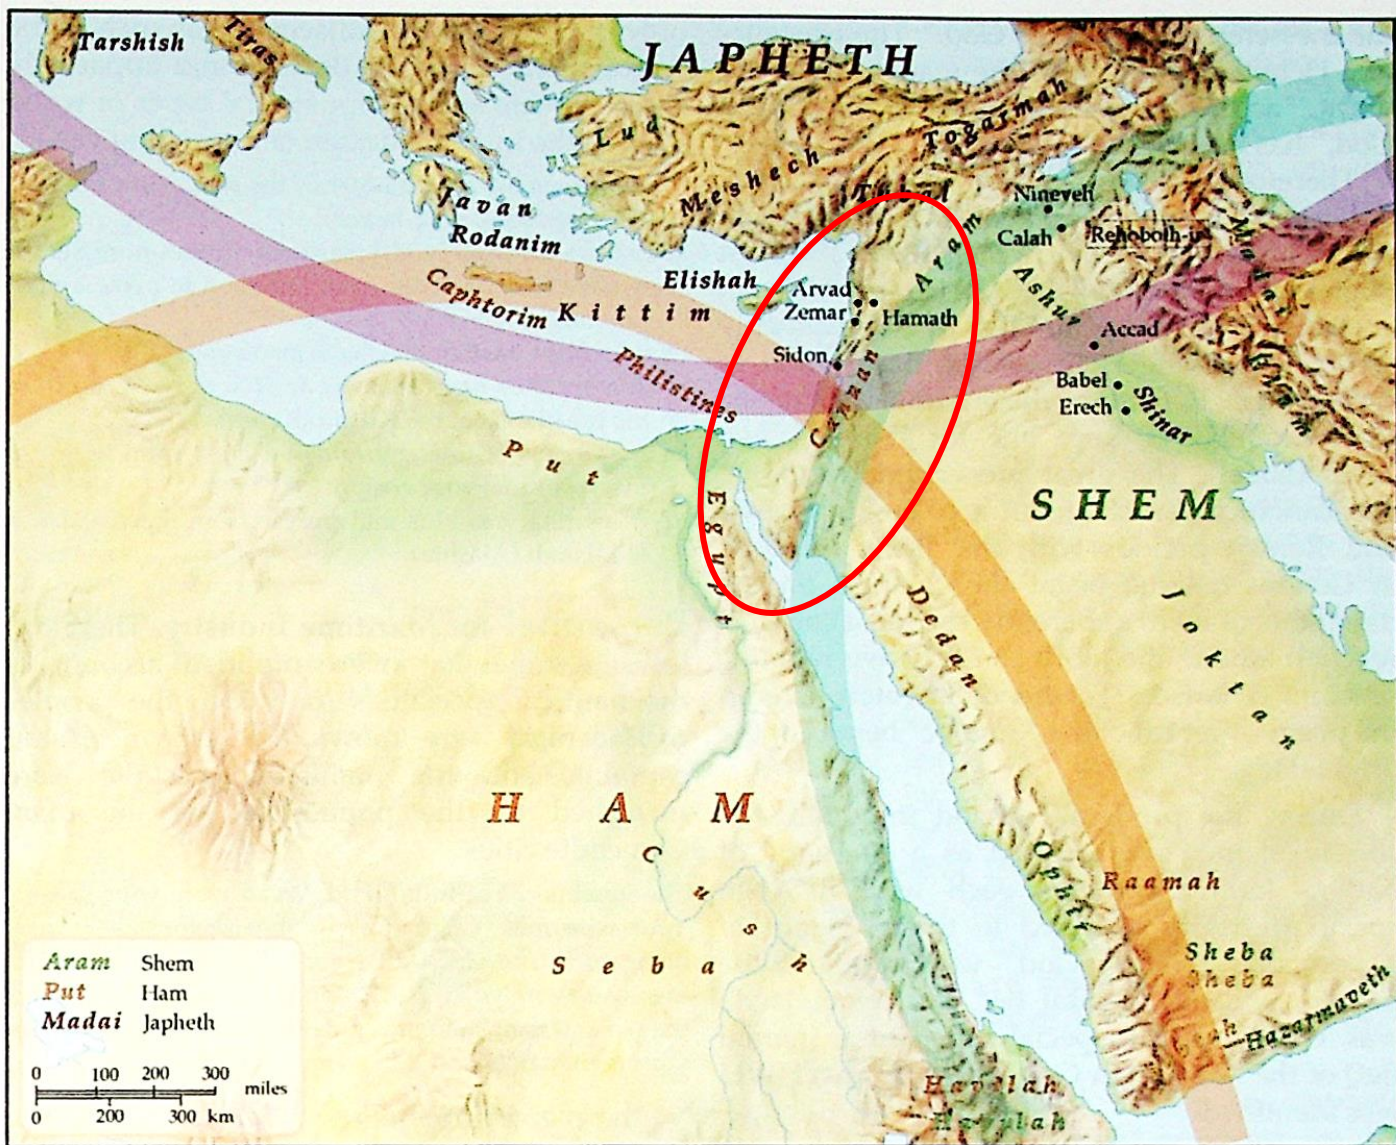 Tarshish
Tiras
JAPHETH
Lud
Meshech
Togarmah
Tubal
Javan
Rodanim
Elishah
Caphtorim
Kittim
Philistines
Nineveh
Calah
Rehoboth-ir
Madai
Aram
Ashur
Arvad
Zemar
Hamath
Sidon
Canaan
Accad
Babel
Erech
Shinar
Elam
Put
Egypt
SHEM
Dedan
Joktan
HAM
Cush
Seba
Ophir
Raamah
Sheba
Sheba
Hazarmaveth
Havilah
Havilah
Aram Shem
Put Ham
Madai Japheth
0 100 200 300 miles
0 200 300 km